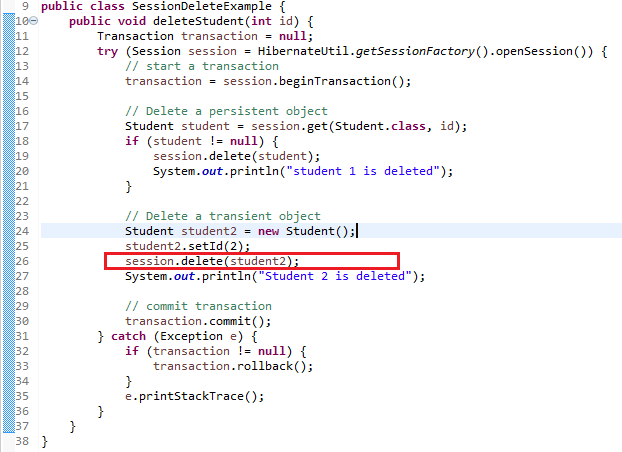 9 public class SessionDeleteExample {
10 public void deleteStudent(int id) {
11 Transaction transaction = null;
12 try (Session session = HibernateUtil.getSessionFactory().openSession()) {
13 // start a transaction
14 transaction = session.beginTransaction();
15
16 // Delete a persistent object
17 Student student = session.get(Student.class, id);
18 if (student != null) {
19 session.delete(student);
20 System.out.println("student 1 is deleted");
21 }
22
23 // Delete a transient object
24 Student student2 = new Student();
25 student2.setId(2);
26 session.delete(student2);
27 System.out.println("Student 2 is deleted");
28
29 // commit transaction
30 transaction.commit();
31 } catch (Exception e) {
32 if (transaction != null) {
33 transaction.rollback();
34 }
35 e.printStackTrace();
36 }
37 }
38 }